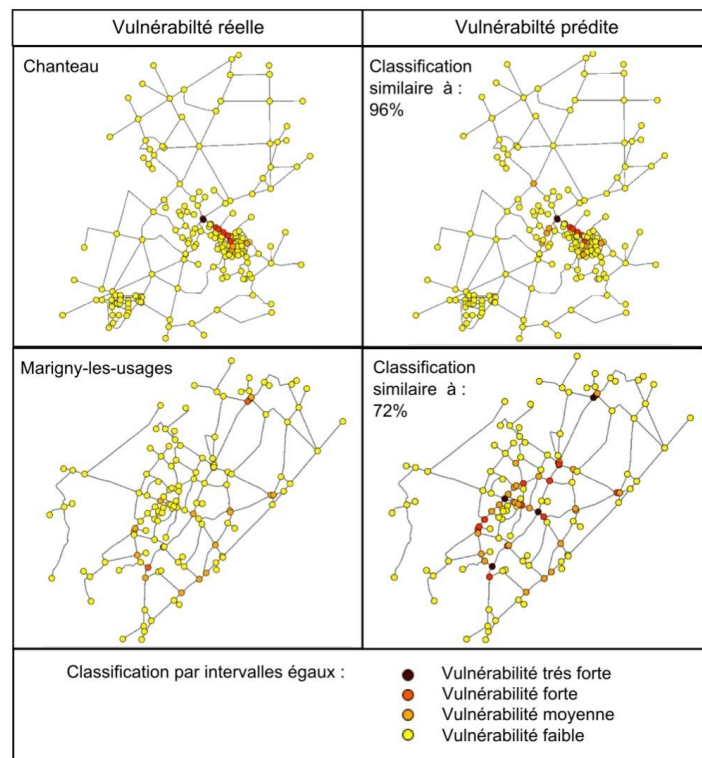 Vulnérabilté réelle
Vulnérabilté prédite
Chanteau
Classification
similaire à :
96%
Marigny-les-usages
Classification
similaire à :
72%
Classification par intervalles égaux :
Vulnérabilité trés forte
Vulnérabilité forte
Vulnérabilité moyenne
Vulnérabilité faible